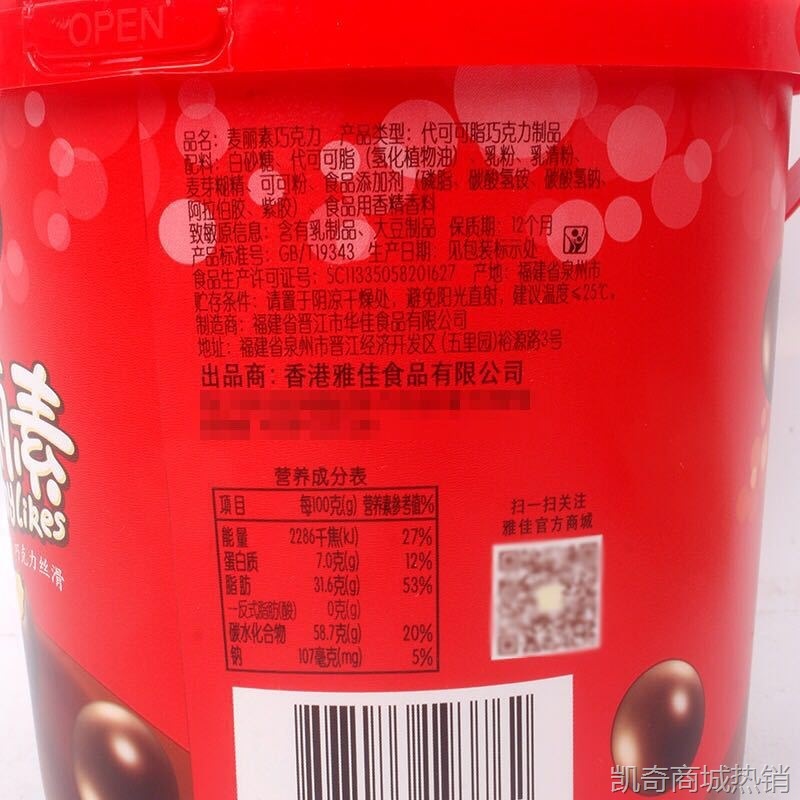 OPEN
品名：麦丽素巧克力 产品类型：代可可脂巧克力制品
配料：白砂糖、代可可脂（氢化植物油）、乳粉、乳清粉、
麦芽糊精、可可粉、食品添加剂（磷脂、碳酸氢铵、碳酸氢钠、
阿拉伯胶、紫胶）、食品用香精香料
致敏原信息：含有乳制品、大豆制品 保质期：12个月
产品标准号：GB/T19343 生产日期：见包装标示处
食品生产许可证号：SC11335058201627 产地：福建省泉州市
贮存条件：请置于阴凉干燥处，避免阳光直射，建议温度≤25℃。
制造商：福建省晋江市华佳食品有限公司
地址：福建省泉州市晋江经济开发区(五里园)裕源路3号
出品商：香港雅佳食品有限公司
素
Likes
巧克力丝滑
营养成分表
項目 每100克(g) 营养素参考值%
能量 2286千焦(kJ) 27%
蛋白质 7.0克(g) 12%
脂肪 31.6克(g) 53%
—反式脂肪(酸) 0克(g)
碳水化合物 58.7克(g) 20%
钠 107毫克(mg) 5%
扫一扫关注
雅佳官方商城
凯奇商城热销